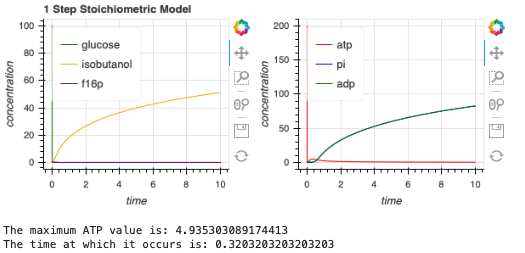 1 Step Stoichiometric Model
100
80
60
40
20
0
concentration
glucose
isobutanol
f16p
0 2 4 6 8 10
time
200
150
100
50
0
concentration
atp
pi
adp
0 2 4 6 8 10
time
The maximum ATP value is: 4.935303089174413
The time at which it occurs is: 0.3203203203203203